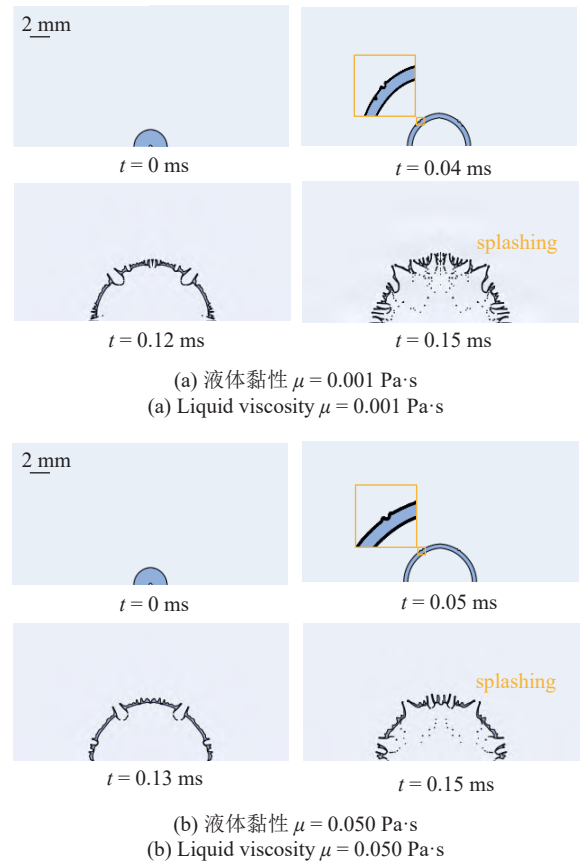 2 mm
t = 0 ms
t = 0.04 ms
splashing
t = 0.12 ms
t = 0.15 ms
(a) 液体黏性 μ = 0.001 Pa·s
(a) Liquid viscosity μ = 0.001 Pa·s
2 mm
t = 0 ms
t = 0.05 ms
splashing
t = 0.13 ms
t = 0.15 ms
(b) 液体黏性 μ = 0.050 Pa·s
(b) Liquid viscosity μ = 0.050 Pa·s